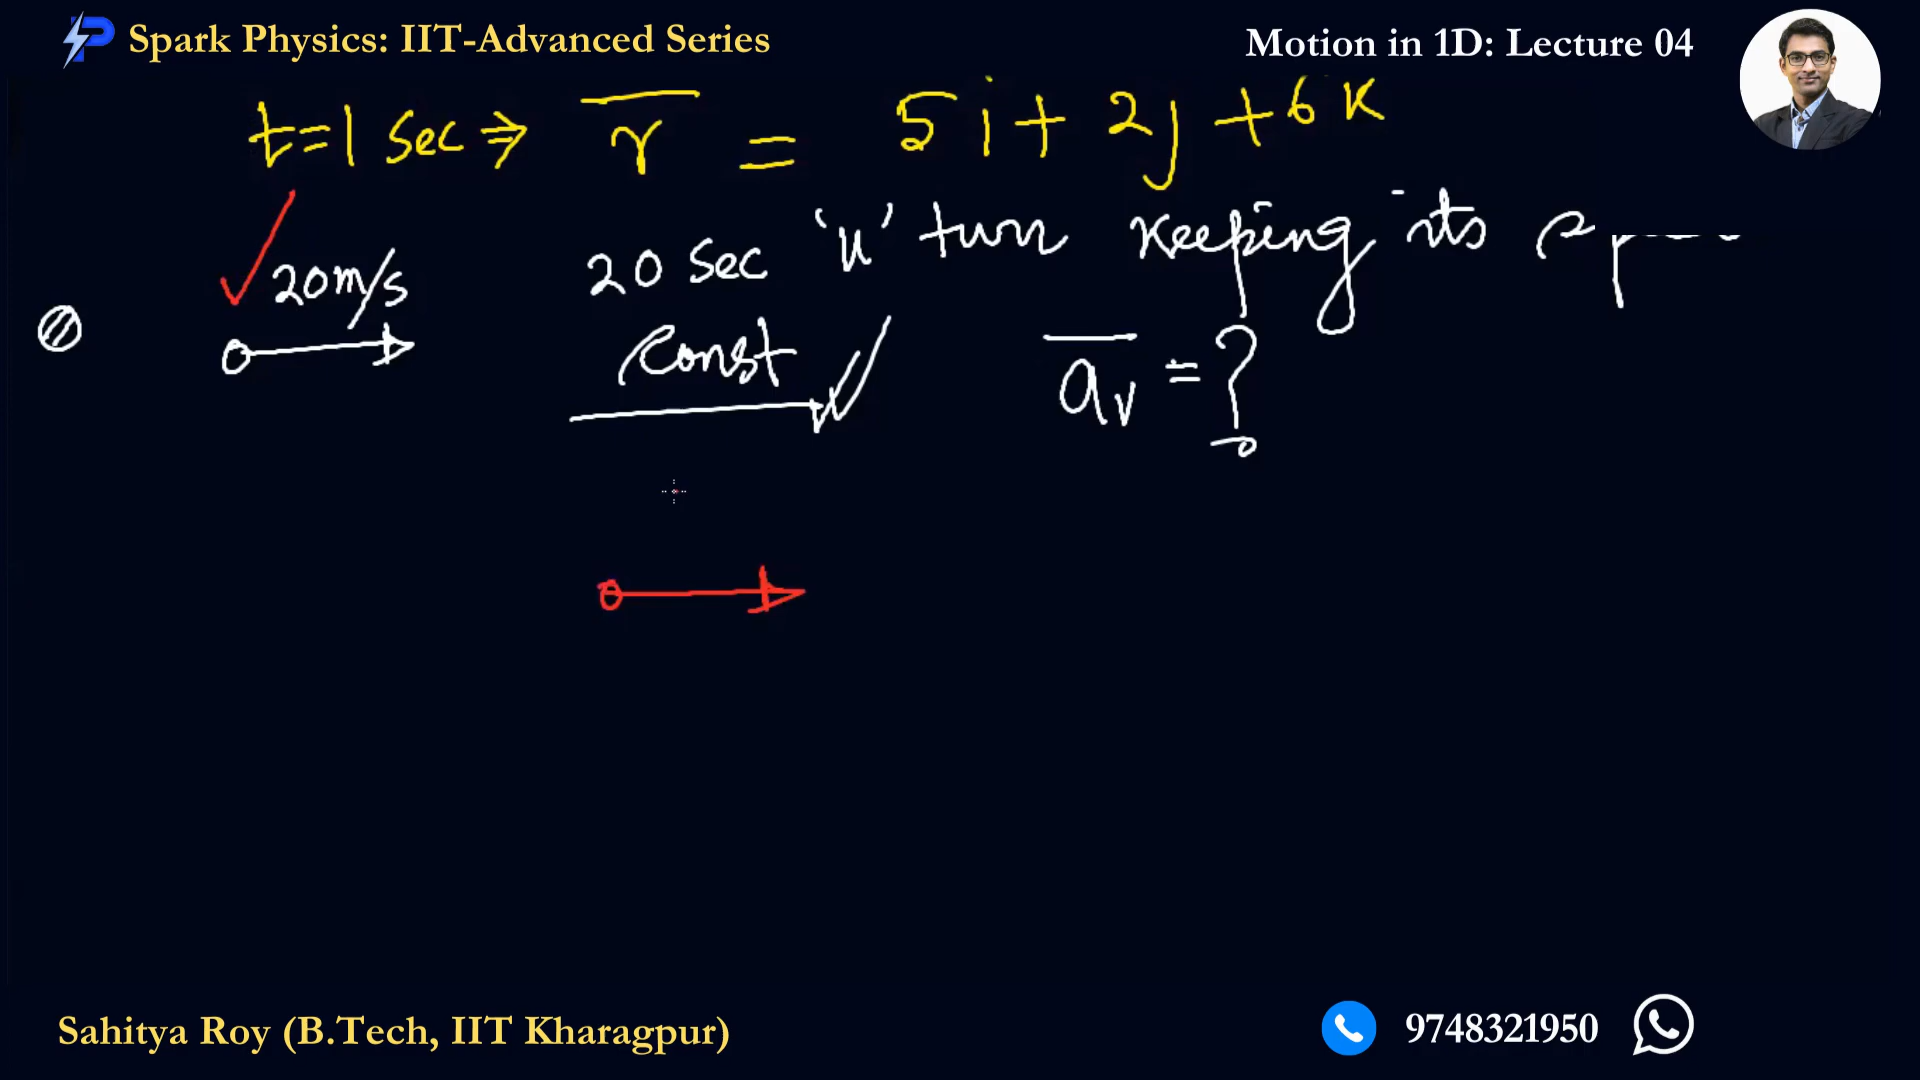 Spark Physics: IIT-Advanced Series
Motion in 1D: Lecture 04
t=1 sec ⇒ r̅ = 5i + 2j + 6k
20m/s
20 sec 'u' turn keeping its
const
a̅v = ?
Sahitya Roy (B.Tech, IIT Kharagpur)
9748321950